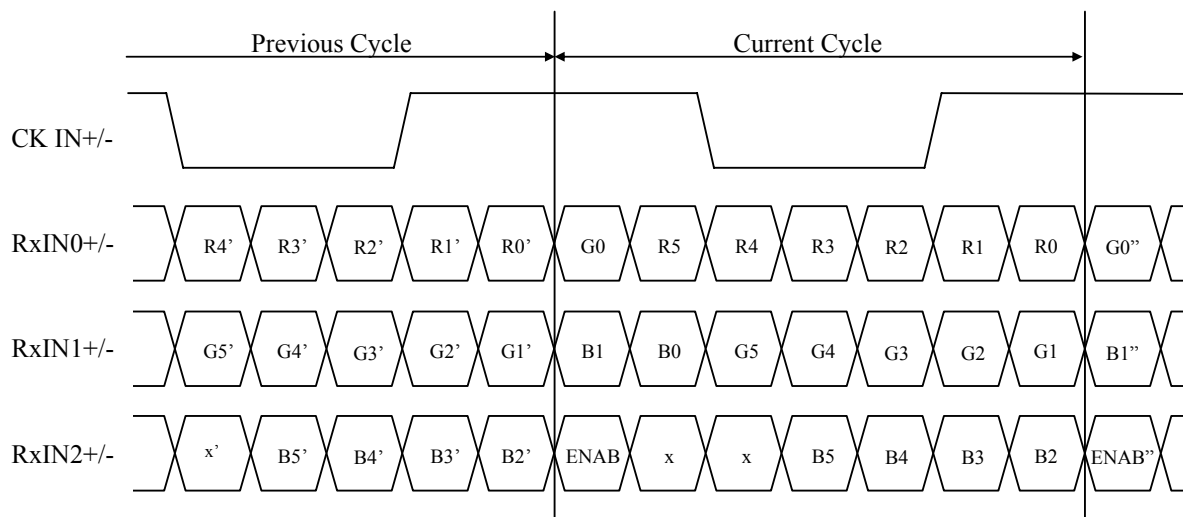 Previous Cycle Current Cycle
CK IN+/-
RxIN0+/- R4’ R3’ R2’ R1’ R0’ G0 R5 R4 R3 R2 R1 R0 G0”
RxIN1+/- G5’ G4’ G3’ G2’ G1’ B1 B0 G5 G4 G3 G2 G1 B1”
RxIN2+/- x’ B5’ B4’ B3’ B2’ ENAB x x B5 B4 B3 B2 ENAB”